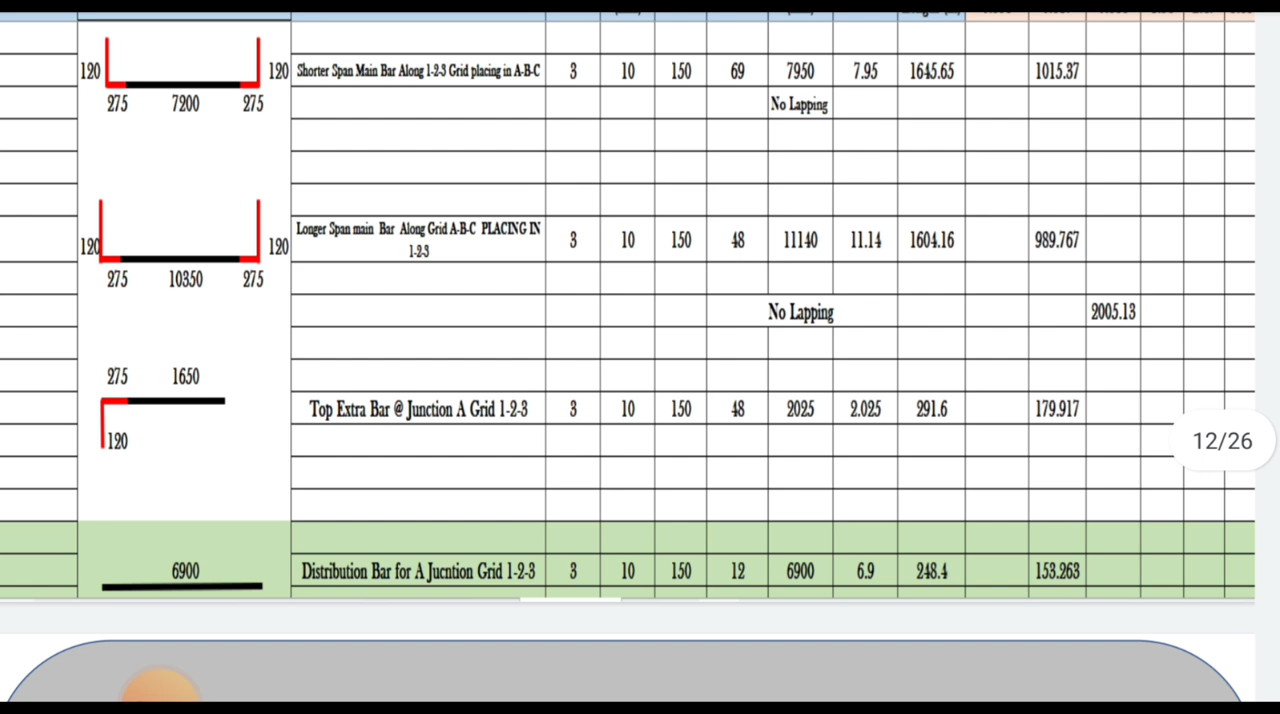 120 120 Shorter Span Main Bar Along 1-2-3 Grid placing in A-B-C 3 10 150 69 7950 7.95 1645.65 1015.37
275 7200 275 No Lapping
120 120 Longer Span main Bar Along Grid A-B-C PLACING IN 3 10 150 48 11140 11.14 1604.16 989.767
1-2-3
275 10350 275
No Lapping 2005.13
275 1650
Top Extra Bar @ Junction A Grid 1-2-3 3 10 150 48 2025 2.025 291.6 179.917
120
12/26
6900 Distribution Bar for A Jucntion Grid 1-2-3 3 10 150 12 6900 6.9 248.4 153.263